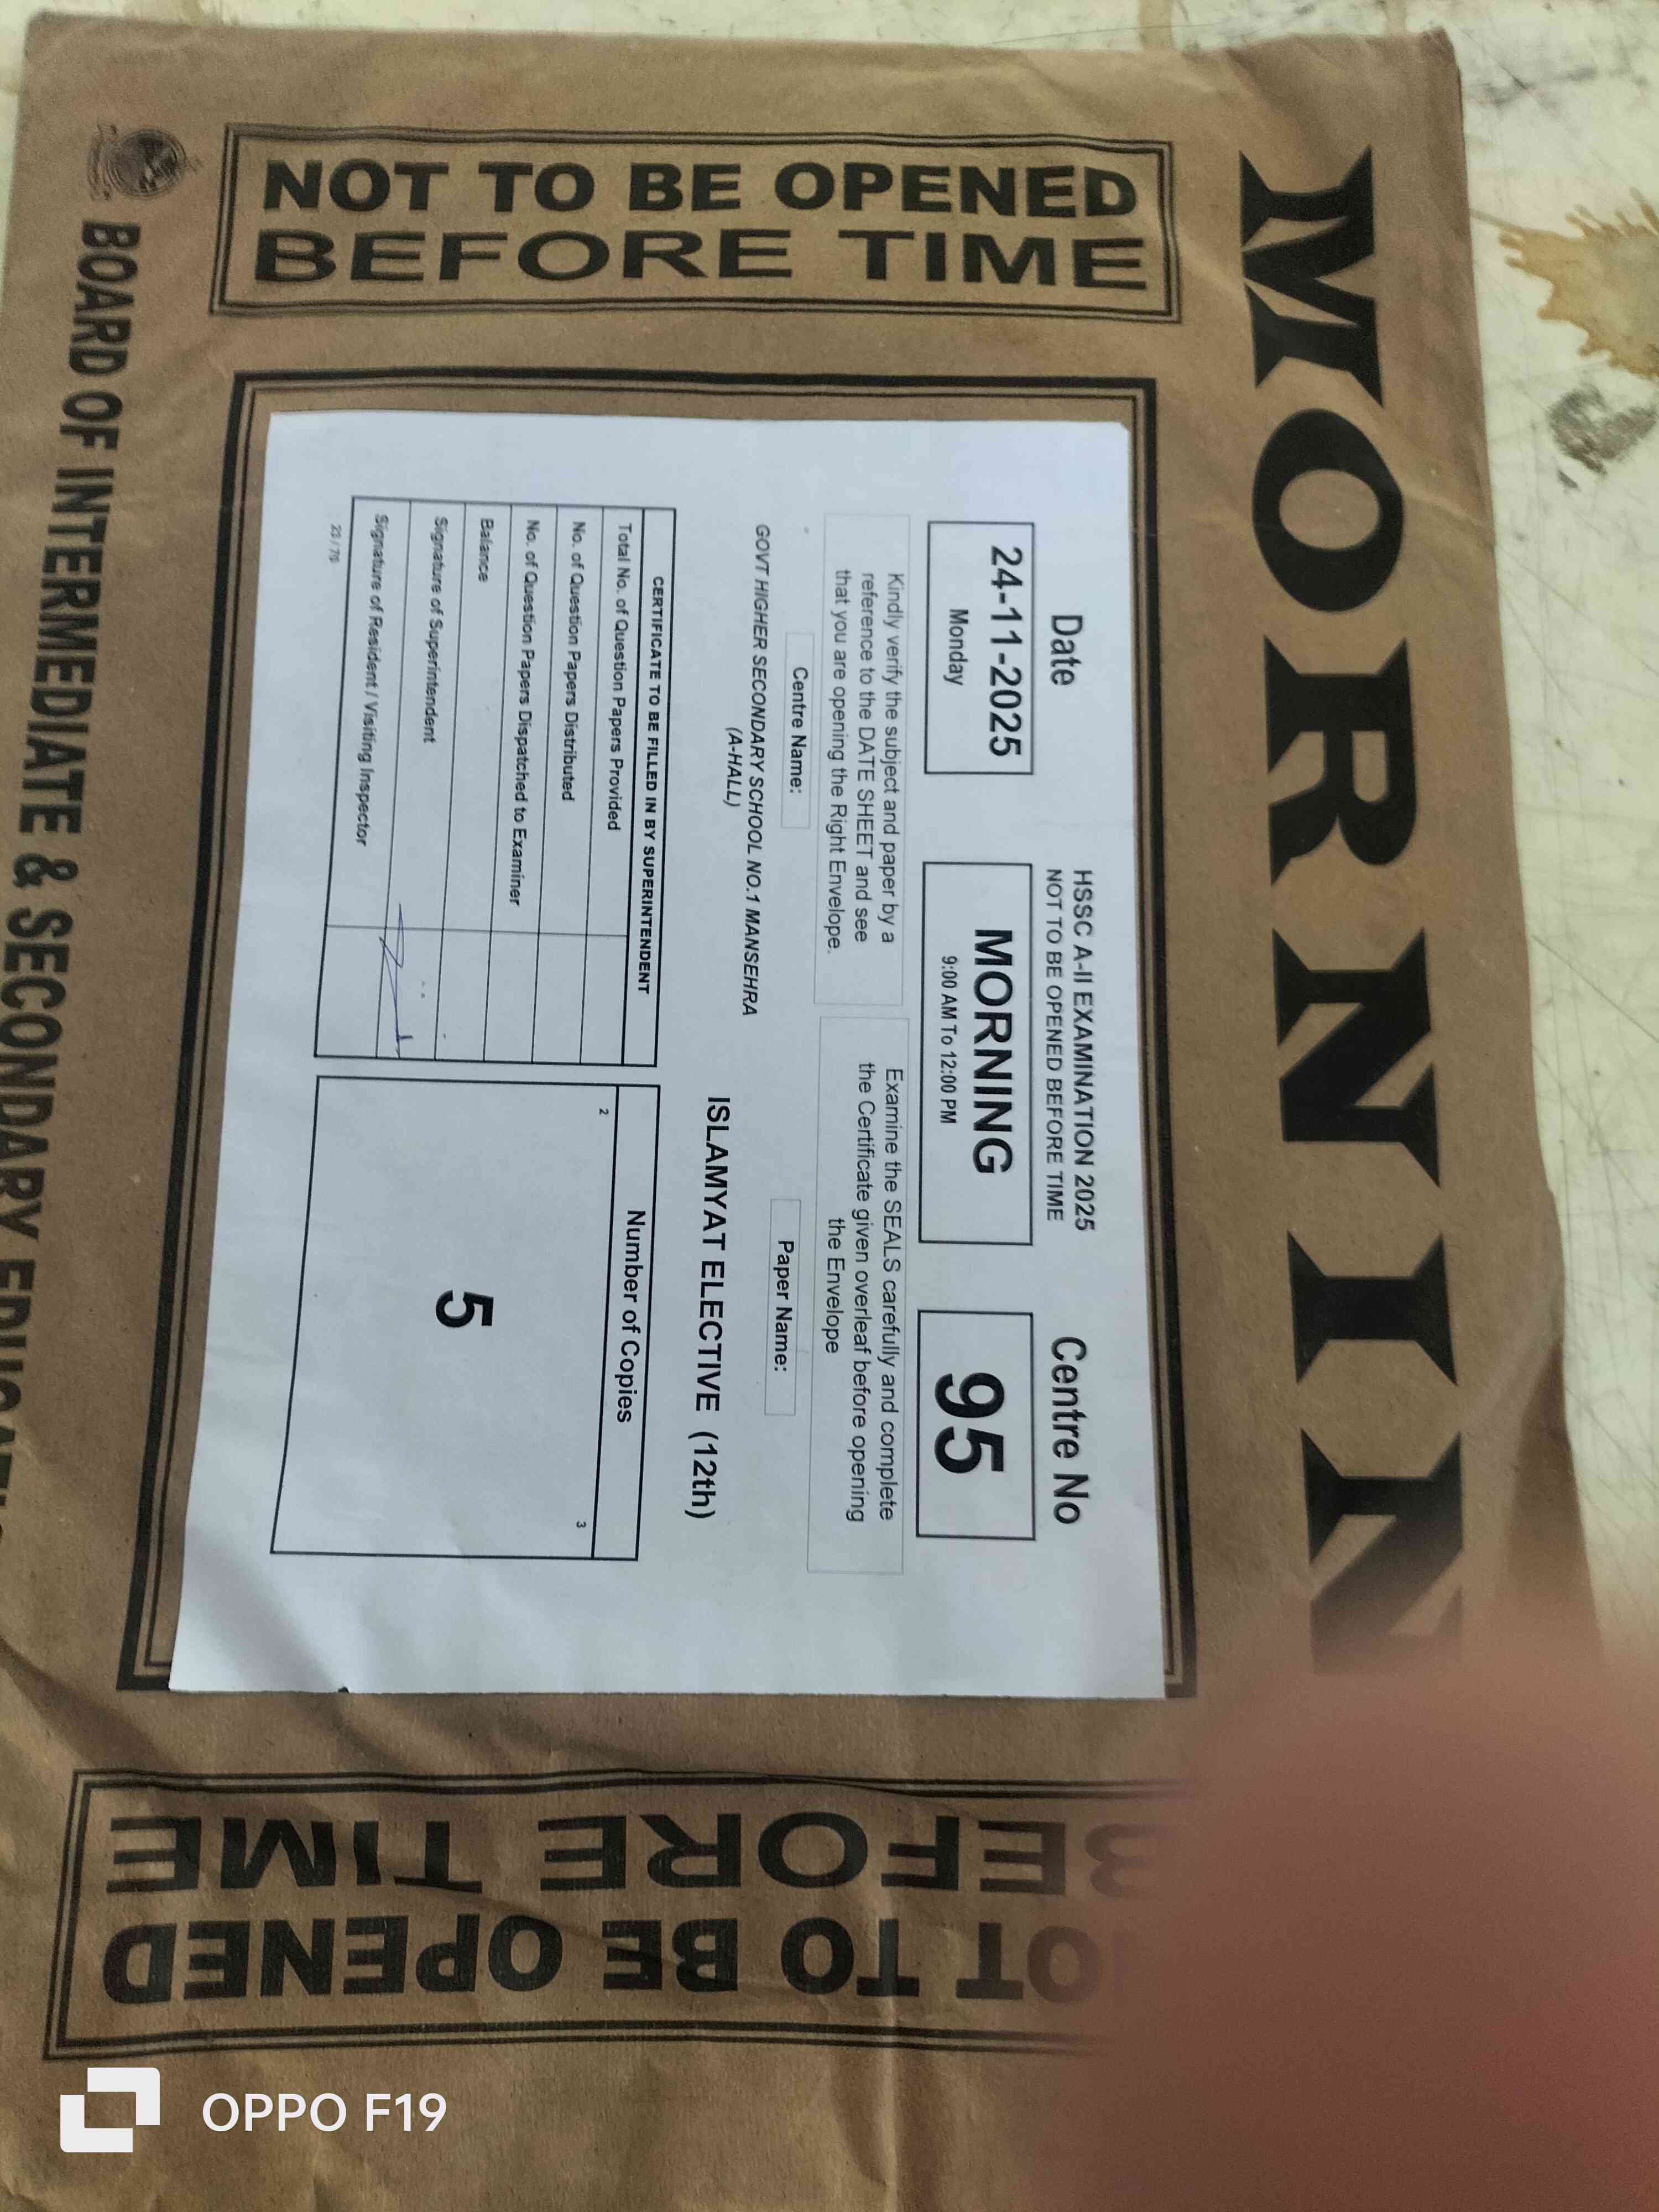 MORNIN
NOT TO BE OPENED
BEFORE TIME
HSSC A-II EXAMINATION 2025
NOT TO BE OPENED BEFORE TIME
Date
24-11-2025
Monday
MORNING
9:00 AM To 12:00 PM
Centre No
95
Kindly verify the subject and paper by a
reference to the DATE SHEET and see
that you are opening the Right Envelope.
Examine the SEALS carefully and complete
the Certificate given overleaf before opening
the Envelope
Centre Name:
GOVT HIGHER SECONDARY SCHOOL NO.1 MANSEHRA
(A-HALL)
Paper Name:
ISLAMYAT ELECTIVE (12th)
CERTIFICATE TO BE FILLED IN BY SUPERINTENDENT
Total No. of Question Papers Provided
No. of Question Papers Distributed
No. of Question Papers Dispatched to Examiner
Balance
Signature of Superintendent
Signature of Resident / Visiting Inspector
23 / 76
Number of Copies
2
3
5
OT TO BE OPENED
BEFORE TIME
BOARD OF INTERMEDIATE & SECONDARY
OPPO F19